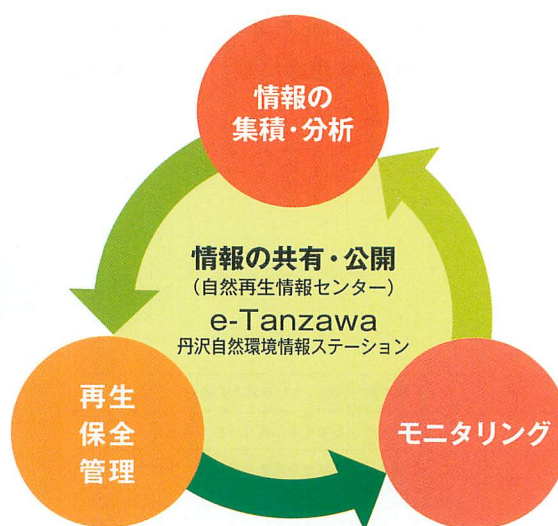 情報の
集積・分析
情報の共有・公開
（自然再生情報センター）
e-Tanzawa
丹沢自然環境情報ステーション
再生
保全
管理
モニタリング